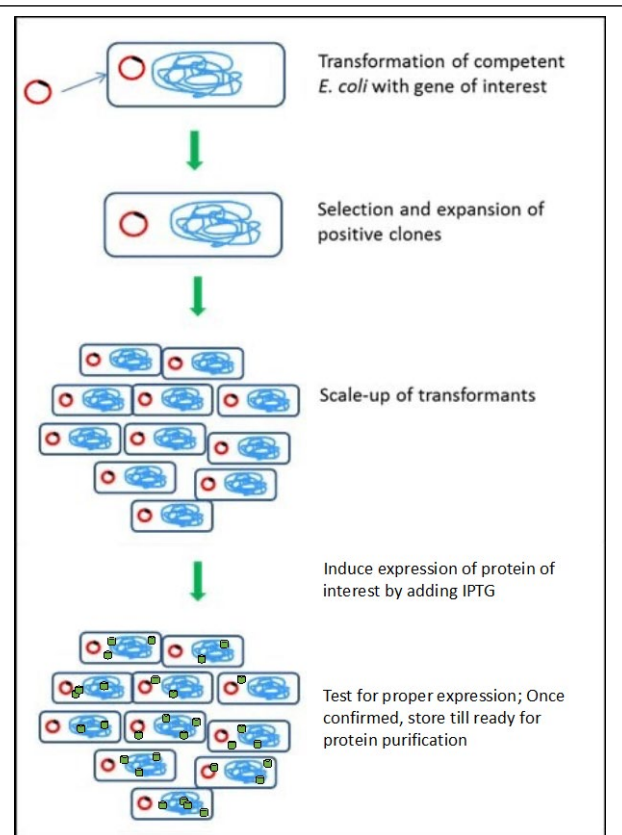 Transformation of competent
E. coli with gene of interest
Selection and expansion of
positive clones
Scale-up of transformants
Induce expression of protein of
interest by adding IPTG
Test for proper expression; Once
confirmed, store till ready for
protein purification